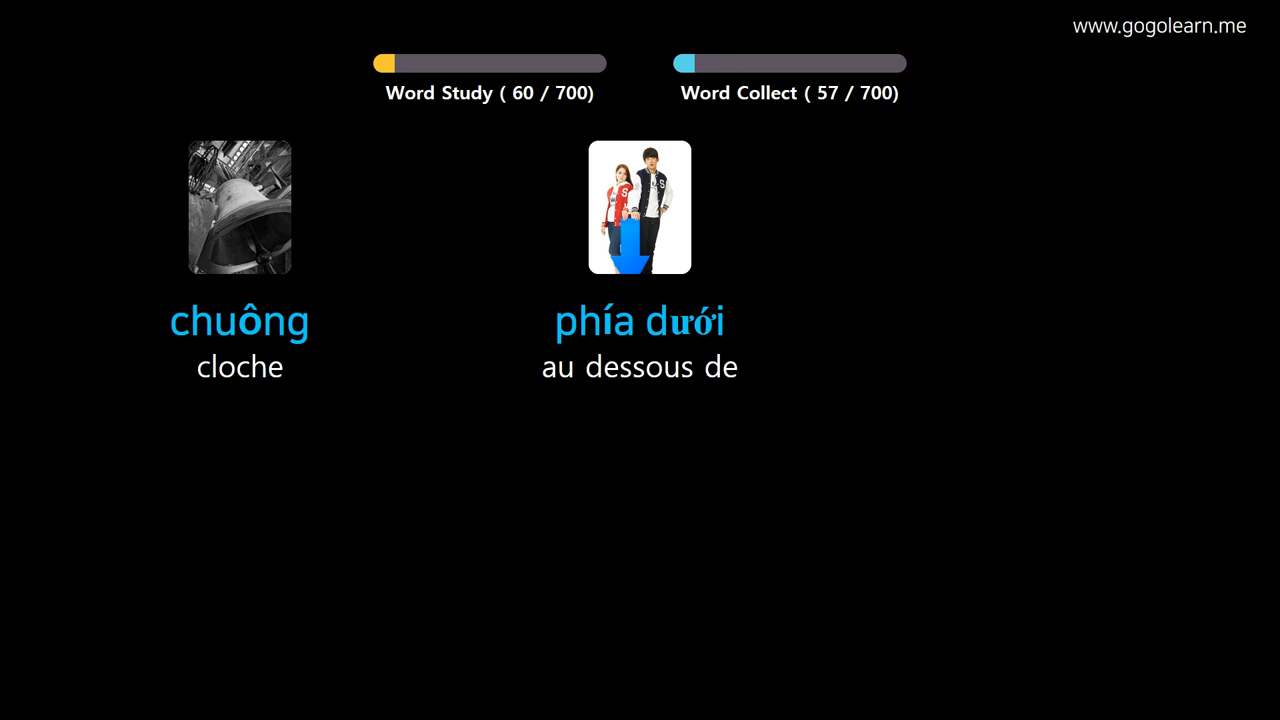 www.gogolearn.me
Word Study ( 60 / 700)
Word Collect ( 57 / 700)
chuông
cloche
phía dưới
au dessous de